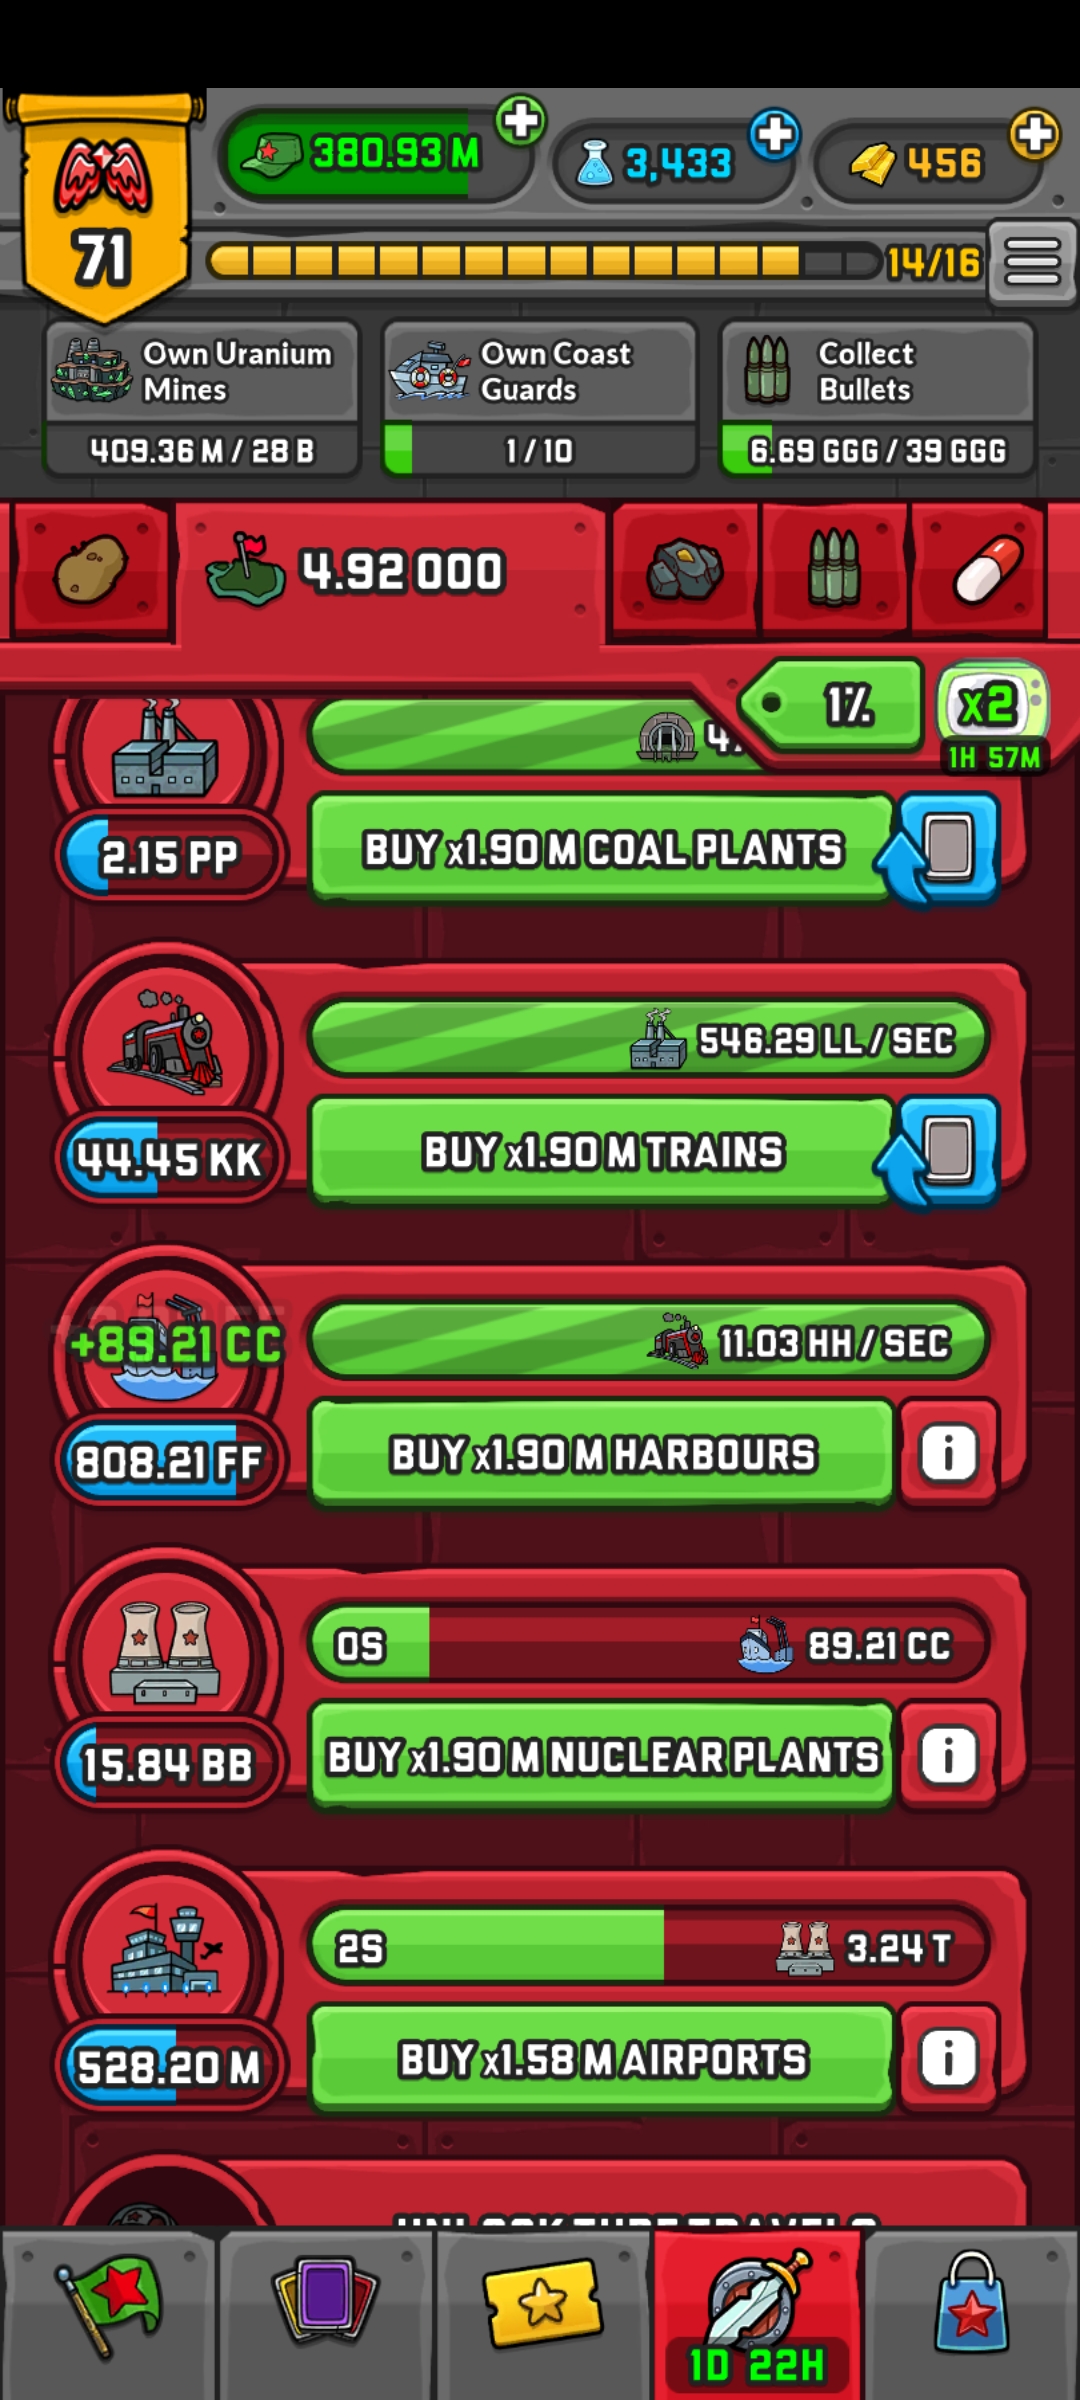 71
380.93 M
3,433
456
14/16
Own Uranium Mines
409.36 M / 28 B
Own Coast Guards
1 / 10
Collect Bullets
6.69 GGG / 39 GGG
4.92 OOO
1%
x2
1H 57M
2.15 PP
BUY x1.90 M COAL PLANTS
546.29 LL / SEC
44.45 KK
BUY x1.90 M TRAINS
+89.21 CC
11.03 HH / SEC
808.21 FF
BUY x1.90 M HARBOURS
0S
89.21 CC
15.84 BB
BUY x1.90 M NUCLEAR PLANTS
2S
3.24 T
528.20 M
BUY x1.58 M AIRPORTS
1D 22H